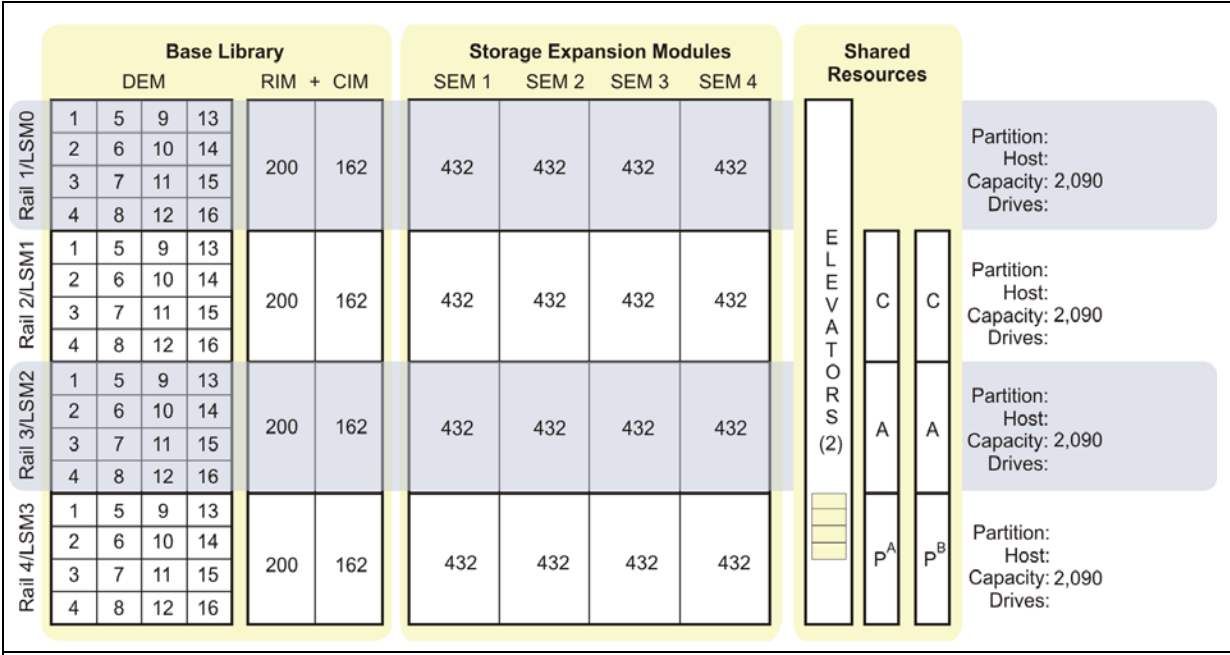 Base Library
Storage Expansion Modules
Shared
Resources
DEM
RIM + CIM
SEM 1 SEM 2 SEM 3 SEM 4
Rail 1/LSM0
1 5 9 13
2 6 10 14
3 7 11 15
4 8 12 16
200 162 432 432 432 432
Partition:
Host:
Capacity: 2,090
Drives:
Rail 2/LSM1
1 5 9 13
2 6 10 14
3 7 11 15
4 8 12 16
200 162 432 432 432 432
ELEVATORS
(2)
C C
Partition:
Host:
Capacity: 2,090
Drives:
Rail 3/LSM2
1 5 9 13
2 6 10 14
3 7 11 15
4 8 12 16
200 162 432 432 432 432
A A
Partition:
Host:
Capacity: 2,090
Drives:
Rail 4/LSM3
1 5 9 13
2 6 10 14
3 7 11 15
4 8 12 16
200 162 432 432 432 432
P^A P^B
Partition:
Host:
Capacity: 2,090
Drives: